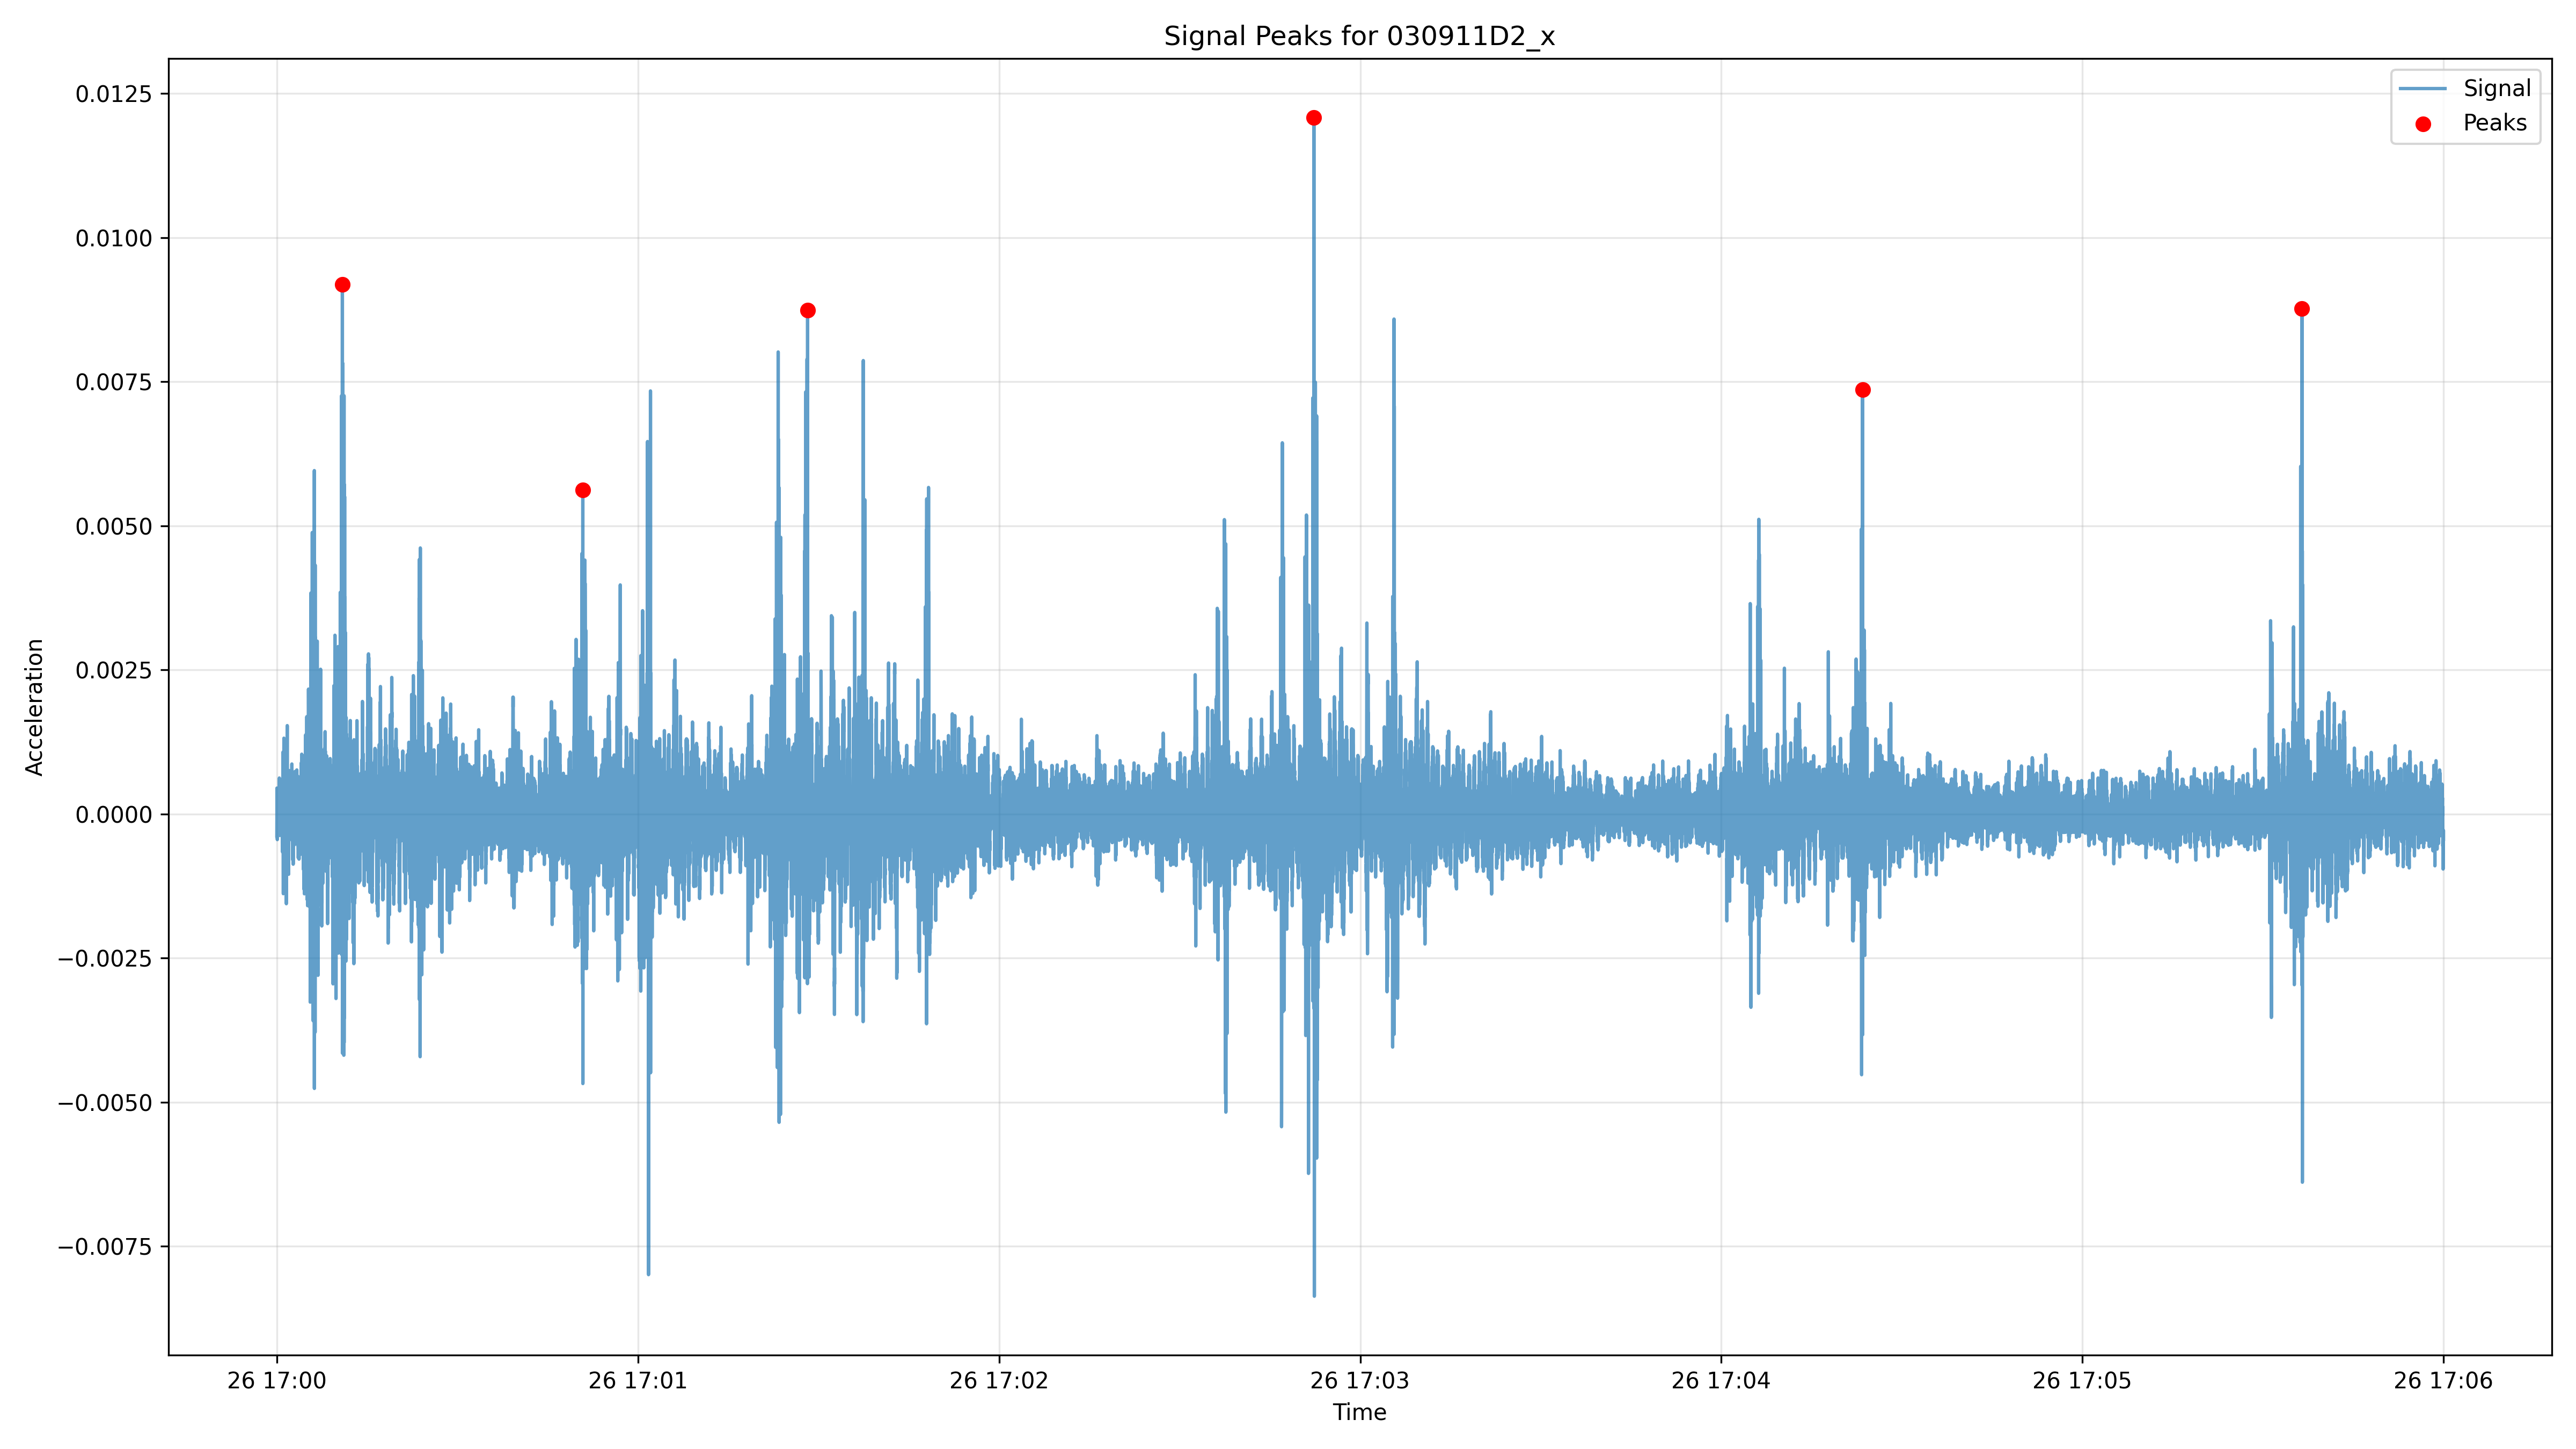 Signal Peaks for 030911D2_x
Signal
Peaks
0.0125
0.0100
0.0075
0.0050
0.0025
0.0000
−0.0025
−0.0050
−0.0075
Acceleration
26 17:00 26 17:01 26 17:02 26 17:03 26 17:04 26 17:05 26 17:06
Time